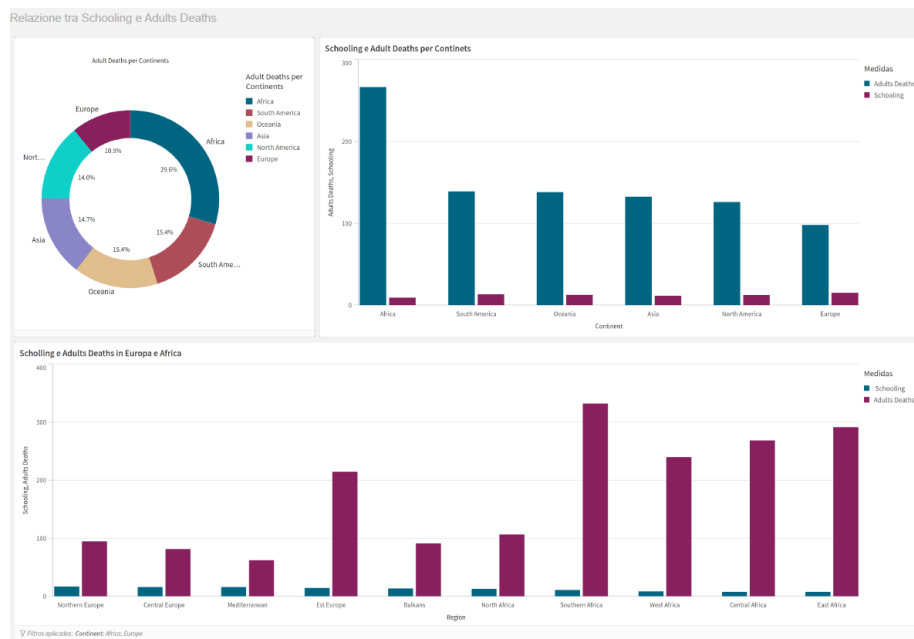 Relazione tra Schooling e Adults Deaths
Adult Deaths per Continents
Adult Deaths per
Continents
Africa
South America
Oceania
Asia
North America
Europe
Europe
Africa
Nort...
Asia
South Ame...
Oceania
10.9%
29.6%
14.0%
14.7%
15.4%
15.4%
Schooling e Adult Deaths per Continets
300
200
100
0
Adults Deaths, Schooling
Africa
South America
Oceania
Asia
North America
Europe
Continent
Medidas
Adults Deaths
Schooling
Scholling e Adults Deaths in Europa e Africa
400
300
200
100
0
Schooling, Adults Deaths
Northern Europe
Central Europe
Mediterranean
Est Europe
Balkans
North Africa
Southern Africa
West Africa
Central Africa
East Africa
Region
Medidas
Schooling
Adults Deaths
Filtros aplicados: Continent: Africa, Europe